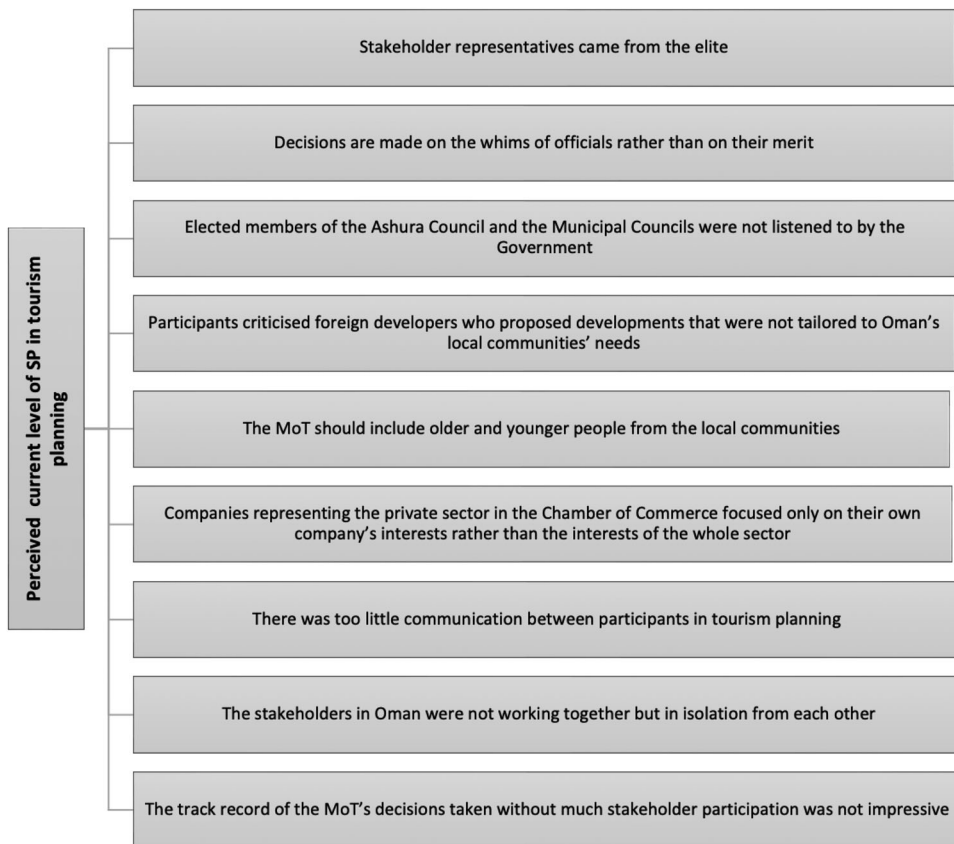 Perceived current level of SP in tourism
planning
Stakeholder representatives came from the elite
Decisions are made on the whims of officials rather than on their merit
Elected members of the Ashura Council and the Municipal Councils were not listened to by the
Government
Participants criticised foreign developers who proposed developments that were not tailored to Oman’s
local communities’ needs
The MoT should include older and younger people from the local communities
Companies representing the private sector in the Chamber of Commerce focused only on their own
company’s interests rather than the interests of the whole sector
There was too little communication between participants in tourism planning
The stakeholders in Oman were not working together but in isolation from each other
The track record of the MoT’s decisions taken without much stakeholder participation was not impressive